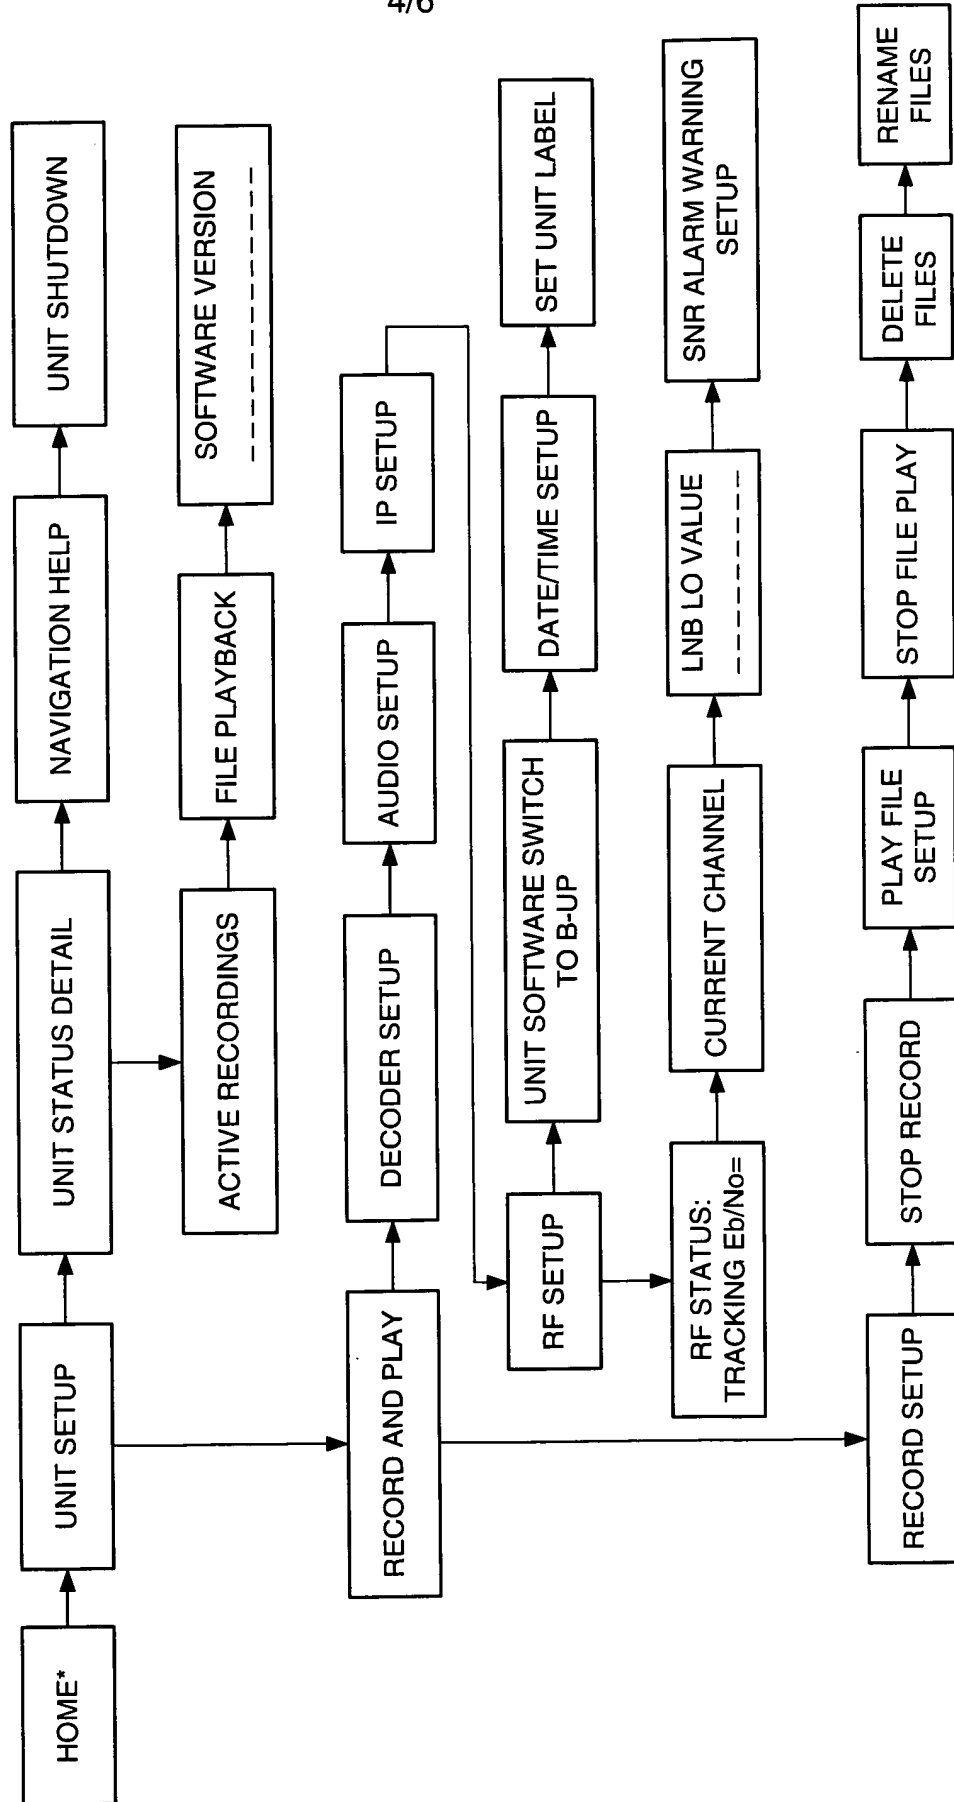 4/6
HOME*
UNIT SETUP
UNIT STATUS DETAIL
NAVIGATION HELP
UNIT SHUTDOWN
ACTIVE RECORDINGS
FILE PLAYBACK
SOFTWARE VERSION
RECORD AND PLAY
DECODER SETUP
AUDIO SETUP
IP SETUP
RF SETUP
UNIT SOFTWARE SWITCH
TO B-UP
DATE/TIME SETUP
SET UNIT LABEL
RF STATUS:
TRACKING Eb/No=
CURRENT CHANNEL
LNB LO VALUE
SNR ALARM WARNING
SETUP
RECORD SETUP
STOP RECORD
PLAY FILE
SETUP
STOP FILE PLAY
DELETE
FILES
RENAME
FILES